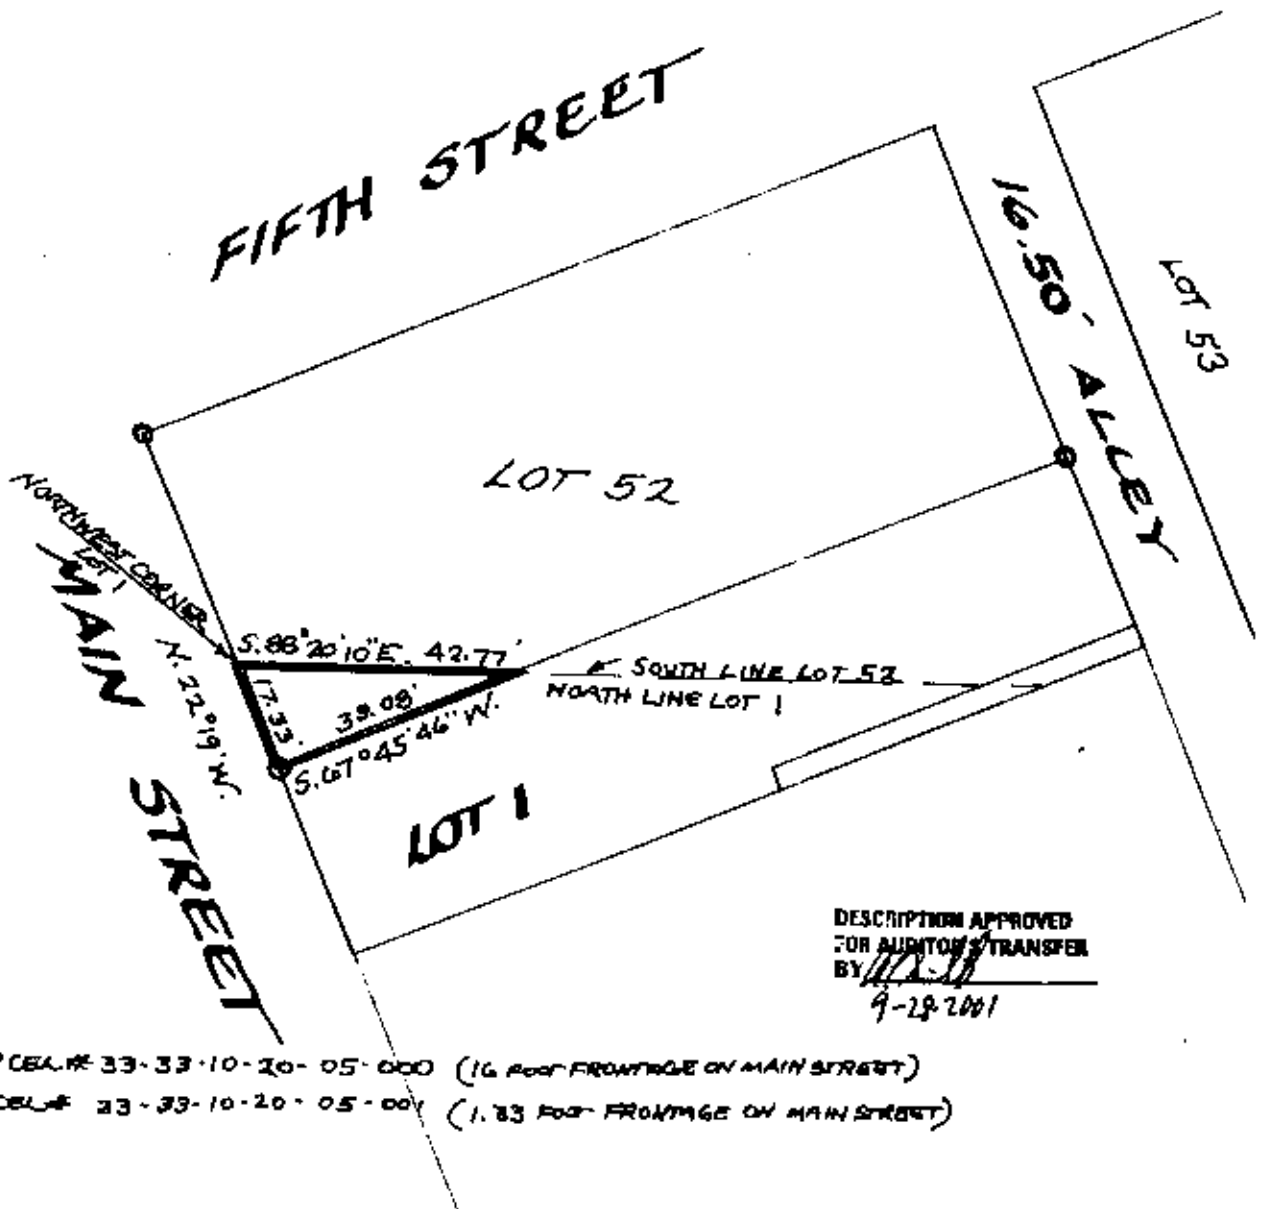 FIFTH STREET
16.50' ALLEY
LOT 53
LOT 52
NORTHWEST CORNER
LOT 1
MAIN STREET
N. 22°19' W.
S. 88°20'10" E. 42.77'
17.33'
39.08'
S. 67°45'46" W.
SOUTH LINE LOT 52
NORTH LINE LOT 1
LOT 1
DESCRIPTION APPROVED
FOR AUDITOR'S TRANSFER
BY
9-28-2001
CEL # 33-33-10-20-05-000 (16 FOOT FRONTAGE ON MAIN STREET)
CEL # 33-33-10-20-05-001 (1.33 FOOT FRONTAGE ON MAIN STREET)